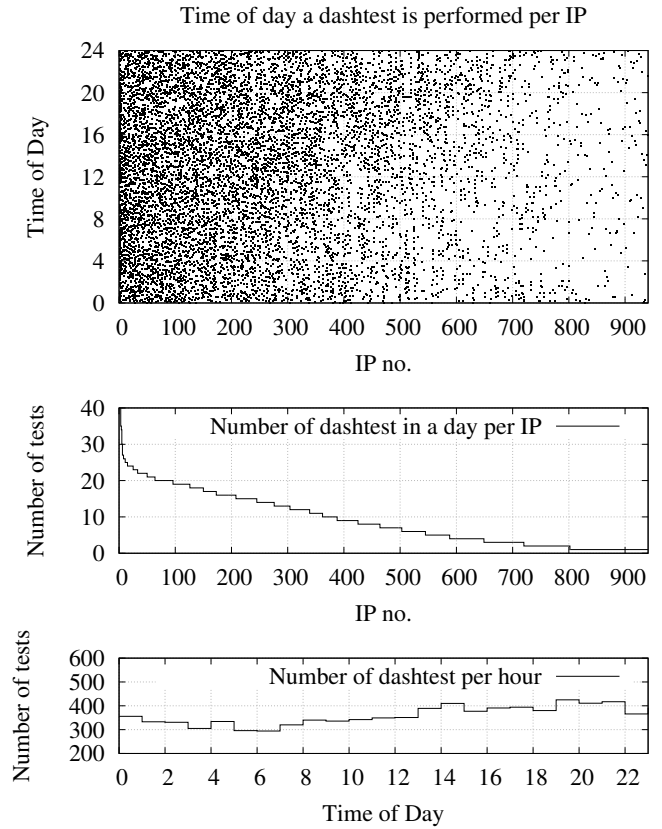 Time of day a dashtest is performed per IP
24
20
16
12
8
4
0
Time of Day
0 100 200 300 400 500 600 700 800 900
IP no.
40
30
20
10
0
Number of tests
Number of dashtest in a day per IP
0 100 200 300 400 500 600 700 800 900
IP no.
600
500
400
300
200
Number of tests
Number of dashtest per hour
0 2 4 6 8 10 12 14 16 18 20 22
Time of Day